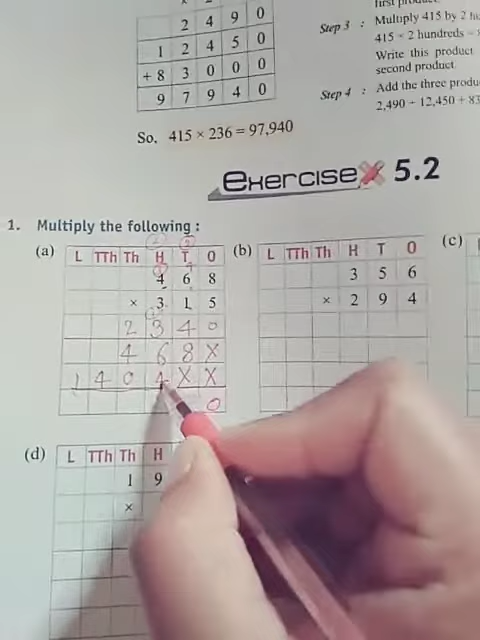 2 4 9 0
1 2 4 5 0
+ 8 3 0 0 0
9 7 9 4 0
So, 415 × 236 = 97,940
Step 3 : Multiply 415 by 2 hu
415 × 2 hundreds =
Write this product
second product.
Step 4 : Add the three produ
2,490 + 12,450 + 83
Exercise 5.2
1. Multiply the following :
(a) L TTh Th H T O
4 6 8
× 3 1 5
2 3 4 0
4 6 8 X
1 4 0 4 X X
0
(b) L TTh Th H T O
3 5 6
× 2 9 4
(c)
(d) L TTh Th H
1 9
×